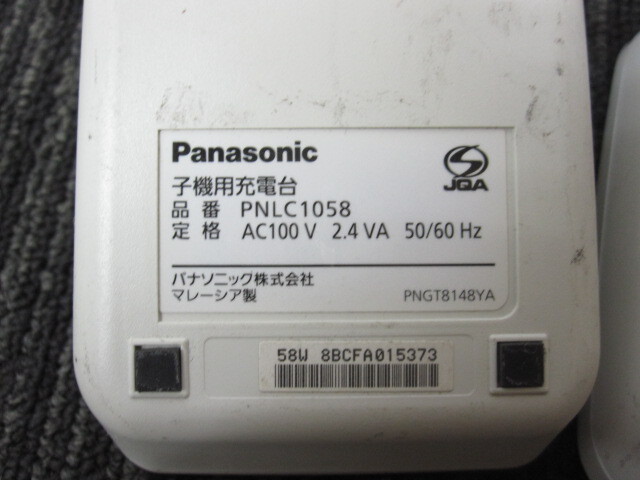 Panasonic
JQA
子機用充電台
品番 PNLC1058
定格 AC100 V 2.4 VA 50/60 Hz
パナソニック株式会社
マレーシア製
PNGT8148YA
58W 8BCFA015373